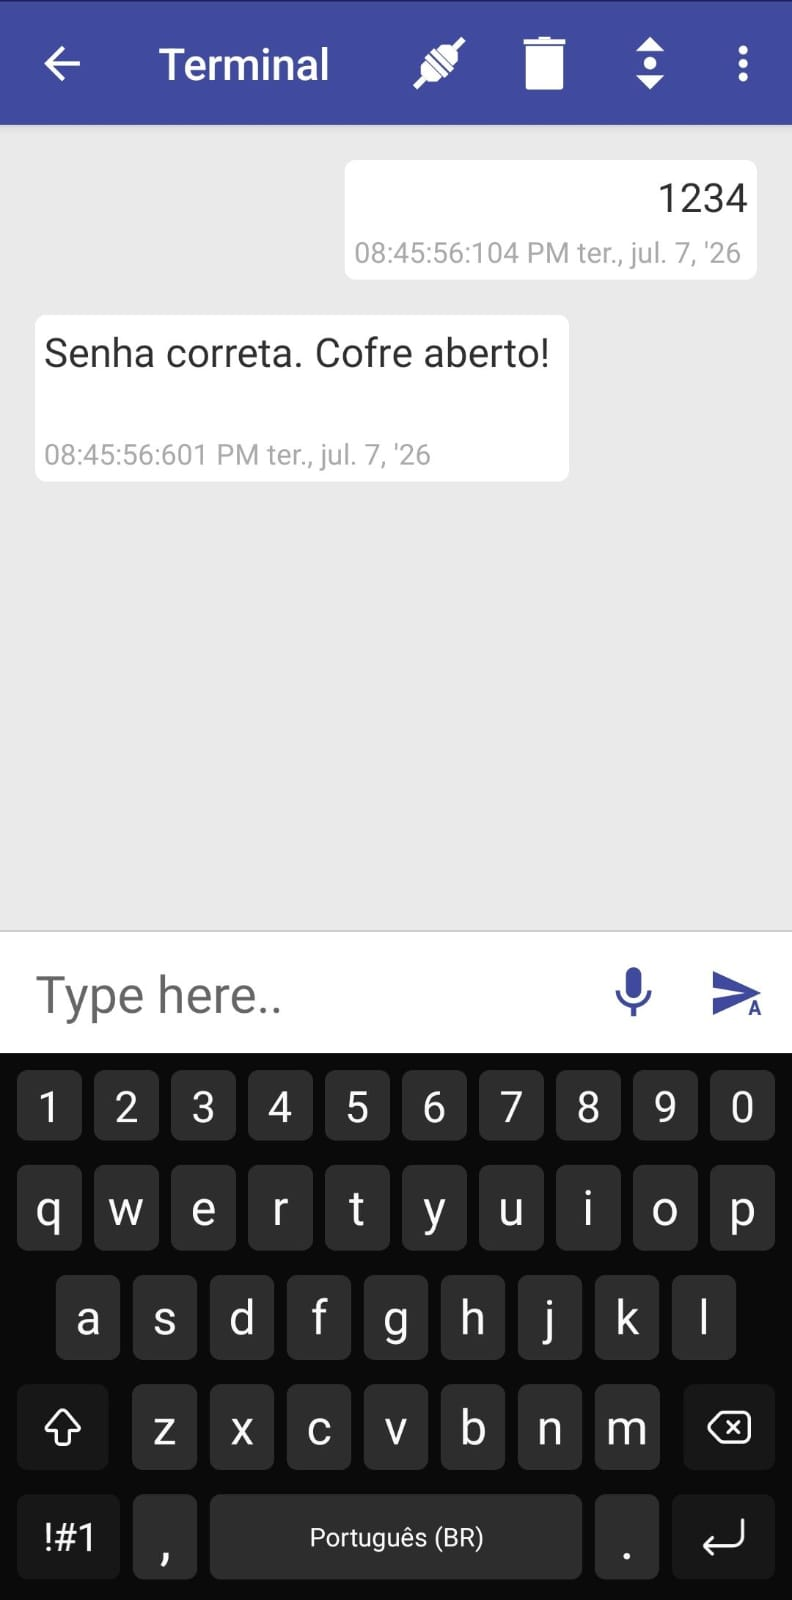 Terminal
1234
08:45:56:104 PM ter., jul. 7, '26
Senha correta. Cofre aberto!
08:45:56:601 PM ter., jul. 7, '26
Type here..
A
1 2 3 4 5 6 7 8 9 0
q w e r t y u i o p
a s d f g h j k l
z x c v b n m
!#1 , Português (BR) .